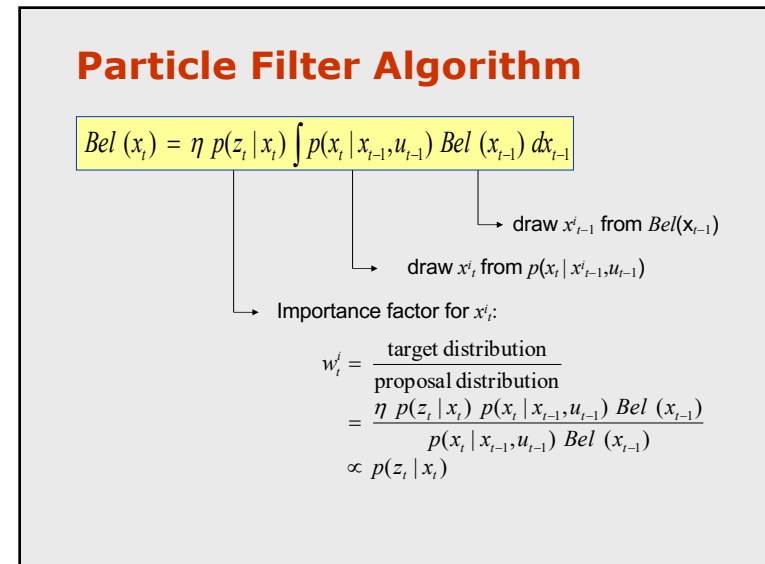 Particle Filter Algorithm
Bel (x_t) = η p(z_t | x_t) ∫ p(x_t | x_{t−1}, u_{t−1}) Bel (x_{t−1}) dx_{t−1}
draw x^i_{t−1} from Bel(x_{t−1})
draw x^i_t from p(x_t | x^i_{t−1}, u_{t−1})
Importance factor for x^i_t:
w^i_t = target distribution / proposal distribution
= η p(z_t | x_t) p(x_t | x_{t−1}, u_{t−1}) Bel (x_{t−1}) / p(x_t | x_{t−1}, u_{t−1}) Bel (x_{t−1})
∝ p(z_t | x_t)